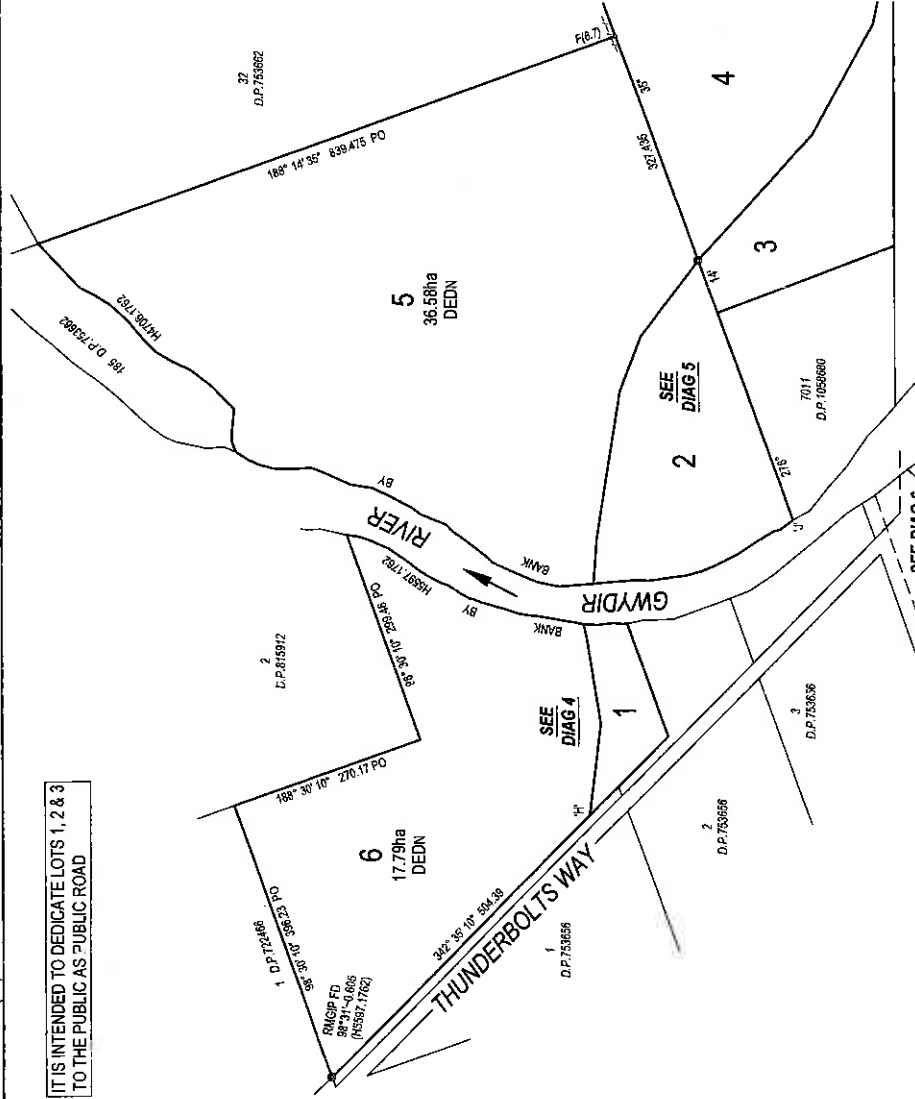 IT IS INTENDED TO DEDICATE LOTS 1, 2 & 3
TO THE PUBLIC AS PUBLIC ROAD
32
D.P.753662
188° 14' 35" 839.475 PO
F(6.7)
35"
327.435
4
H4706.1762
185 D.P.753662
5
36.58ha
DEDN
14'
3
SEE
DIAG 5
2
276°
'J'
7011
D.P.1058680
BY
RIVER
BANK
GWYDIR
H5597.1762
BY
BANK
2
D.P.815912
98° 30' 10" 299.46 PO
188° 30' 10" 270.17 PO
SEE
DIAG 4
1
'H'
6
17.79ha
DEDN
1 D.P.722466
98° 30' 10" 396.23 PO
RMGIP FD
98°31'~0.605
(H5597.1762)
342° 35' 10" 504.39
THUNDERBOLTS WAY
1
D.P.753656
2
D.P.753656
3
D.P.753656